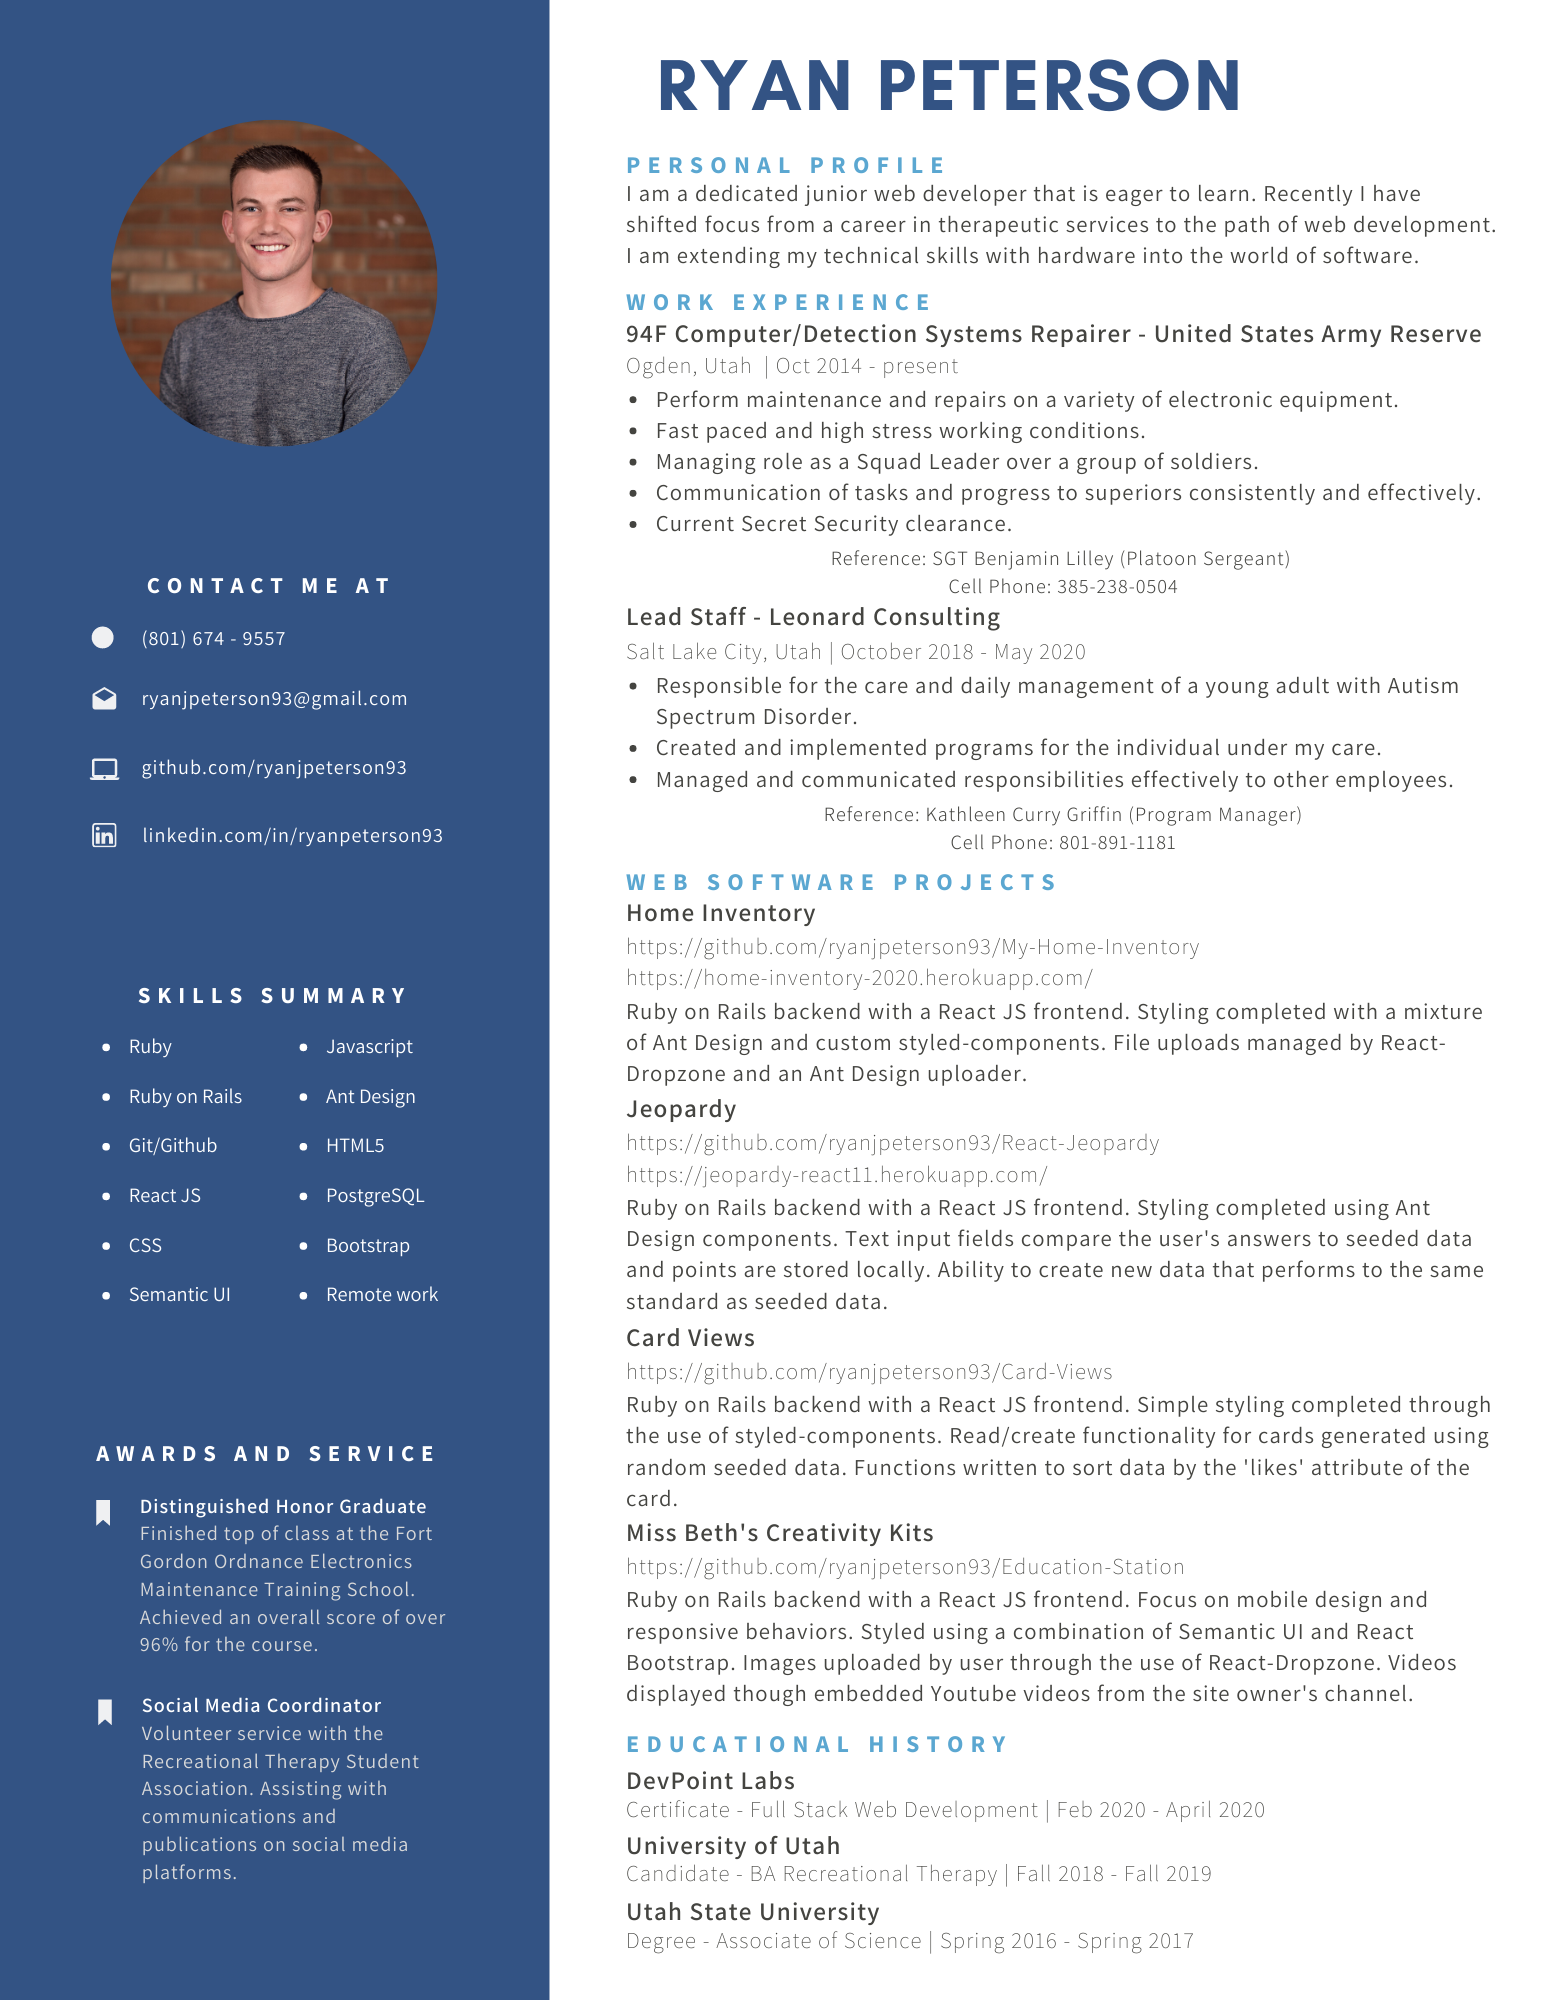 RYAN PETERSON
PERSONAL PROFILE
I am a dedicated junior web developer that is eager to learn. Recently I have
shifted focus from a career in therapeutic services to the path of web development.
I am extending my technical skills with hardware into the world of software.
WORK EXPERIENCE
94F Computer/Detection Systems Repairer - United States Army Reserve
Ogden, Utah | Oct 2014 - present
• Perform maintenance and repairs on a variety of electronic equipment.
• Fast paced and high stress working conditions.
• Managing role as a Squad Leader over a group of soldiers.
• Communication of tasks and progress to superiors consistently and effectively.
• Current Secret Security clearance.
Reference: SGT Benjamin Lilley (Platoon Sergeant)
Cell Phone: 385-238-0504
Lead Staff - Leonard Consulting
Salt Lake City, Utah | October 2018 - May 2020
• Responsible for the care and daily management of a young adult with Autism
Spectrum Disorder.
• Created and implemented programs for the individual under my care.
• Managed and communicated responsibilities effectively to other employees.
Reference: Kathleen Curry Griffin (Program Manager)
Cell Phone: 801-891-1181
WEB SOFTWARE PROJECTS
Home Inventory
https://github.com/ryanjpeterson93/My-Home-Inventory
https://home-inventory-2020.herokuapp.com/
Ruby on Rails backend with a React JS frontend. Styling completed with a mixture
of Ant Design and custom styled-components. File uploads managed by React-
Dropzone and an Ant Design uploader.
Jeopardy
https://github.com/ryanjpeterson93/React-Jeopardy
https://jeopardy-react11.herokuapp.com/
Ruby on Rails backend with a React JS frontend. Styling completed using Ant
Design components. Text input fields compare the user's answers to seeded data
and points are stored locally. Ability to create new data that performs to the same
standard as seeded data.
Card Views
https://github.com/ryanjpeterson93/Card-Views
Ruby on Rails backend with a React JS frontend. Simple styling completed through
the use of styled-components. Read/create functionality for cards generated using
random seeded data. Functions written to sort data by the 'likes' attribute of the
card.
Miss Beth's Creativity Kits
https://github.com/ryanjpeterson93/Education-Station
Ruby on Rails backend with a React JS frontend. Focus on mobile design and
responsive behaviors. Styled using a combination of Semantic UI and React
Bootstrap. Images uploaded by user through the use of React-Dropzone. Videos
displayed though embedded Youtube videos from the site owner's channel.
EDUCATIONAL HISTORY
DevPoint Labs
Certificate - Full Stack Web Development | Feb 2020 - April 2020
University of Utah
Candidate - BA Recreational Therapy | Fall 2018 - Fall 2019
Utah State University
Degree - Associate of Science | Spring 2016 - Spring 2017
CONTACT ME AT
(801) 674 - 9557
ryanjpeterson93@gmail.com
github.com/ryanjpeterson93
linkedin.com/in/ryanpeterson93
SKILLS SUMMARY
• Ruby
• Ruby on Rails
• Git/Github
• React JS
• CSS
• Semantic UI
• Javascript
• Ant Design
• HTML5
• PostgreSQL
• Bootstrap
• Remote work
AWARDS AND SERVICE
Distinguished Honor Graduate
Finished top of class at the Fort
Gordon Ordnance Electronics
Maintenance Training School.
Achieved an overall score of over
96% for the course.
Social Media Coordinator
Volunteer service with the
Recreational Therapy Student
Association. Assisting with
communications and
publications on social media
platforms.